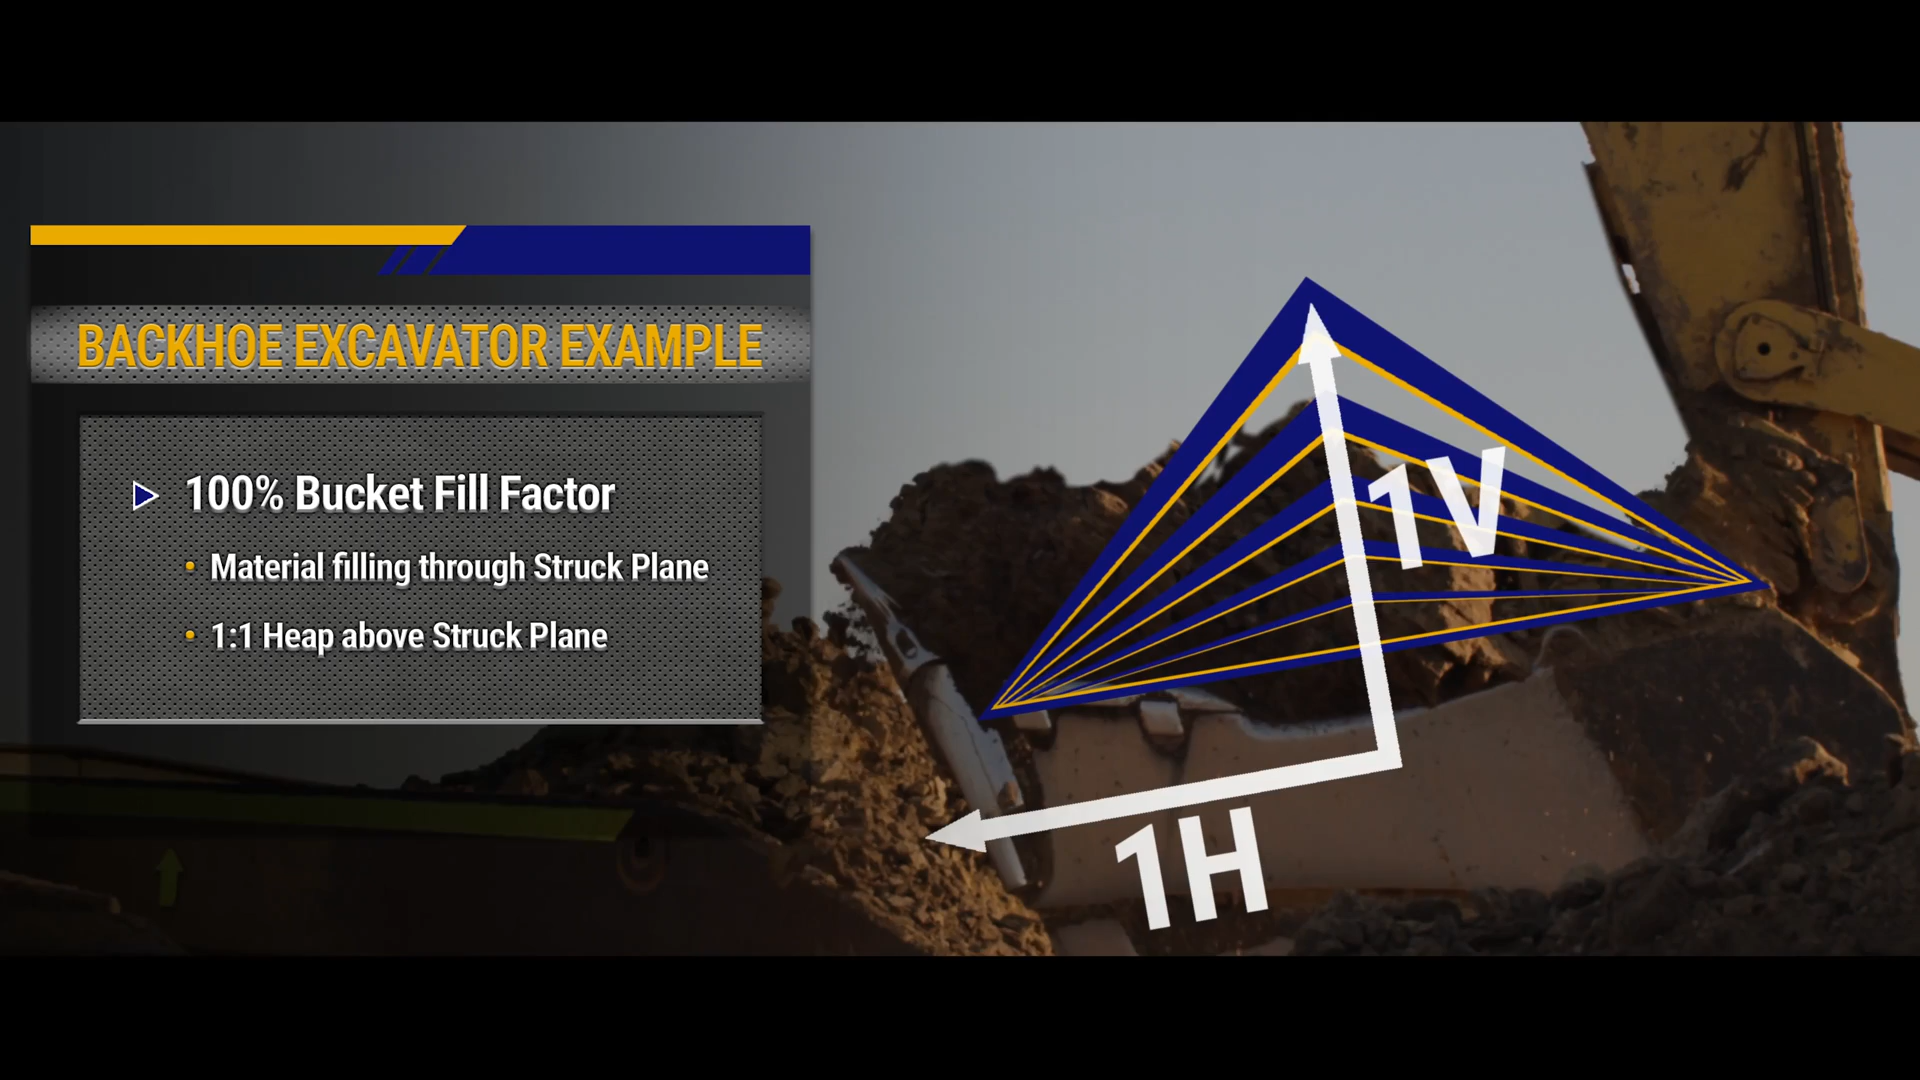 BACKHOE EXCAVATOR EXAMPLE
100% Bucket Fill Factor
Material filling through Struck Plane
1:1 Heap above Struck Plane
1V
1H